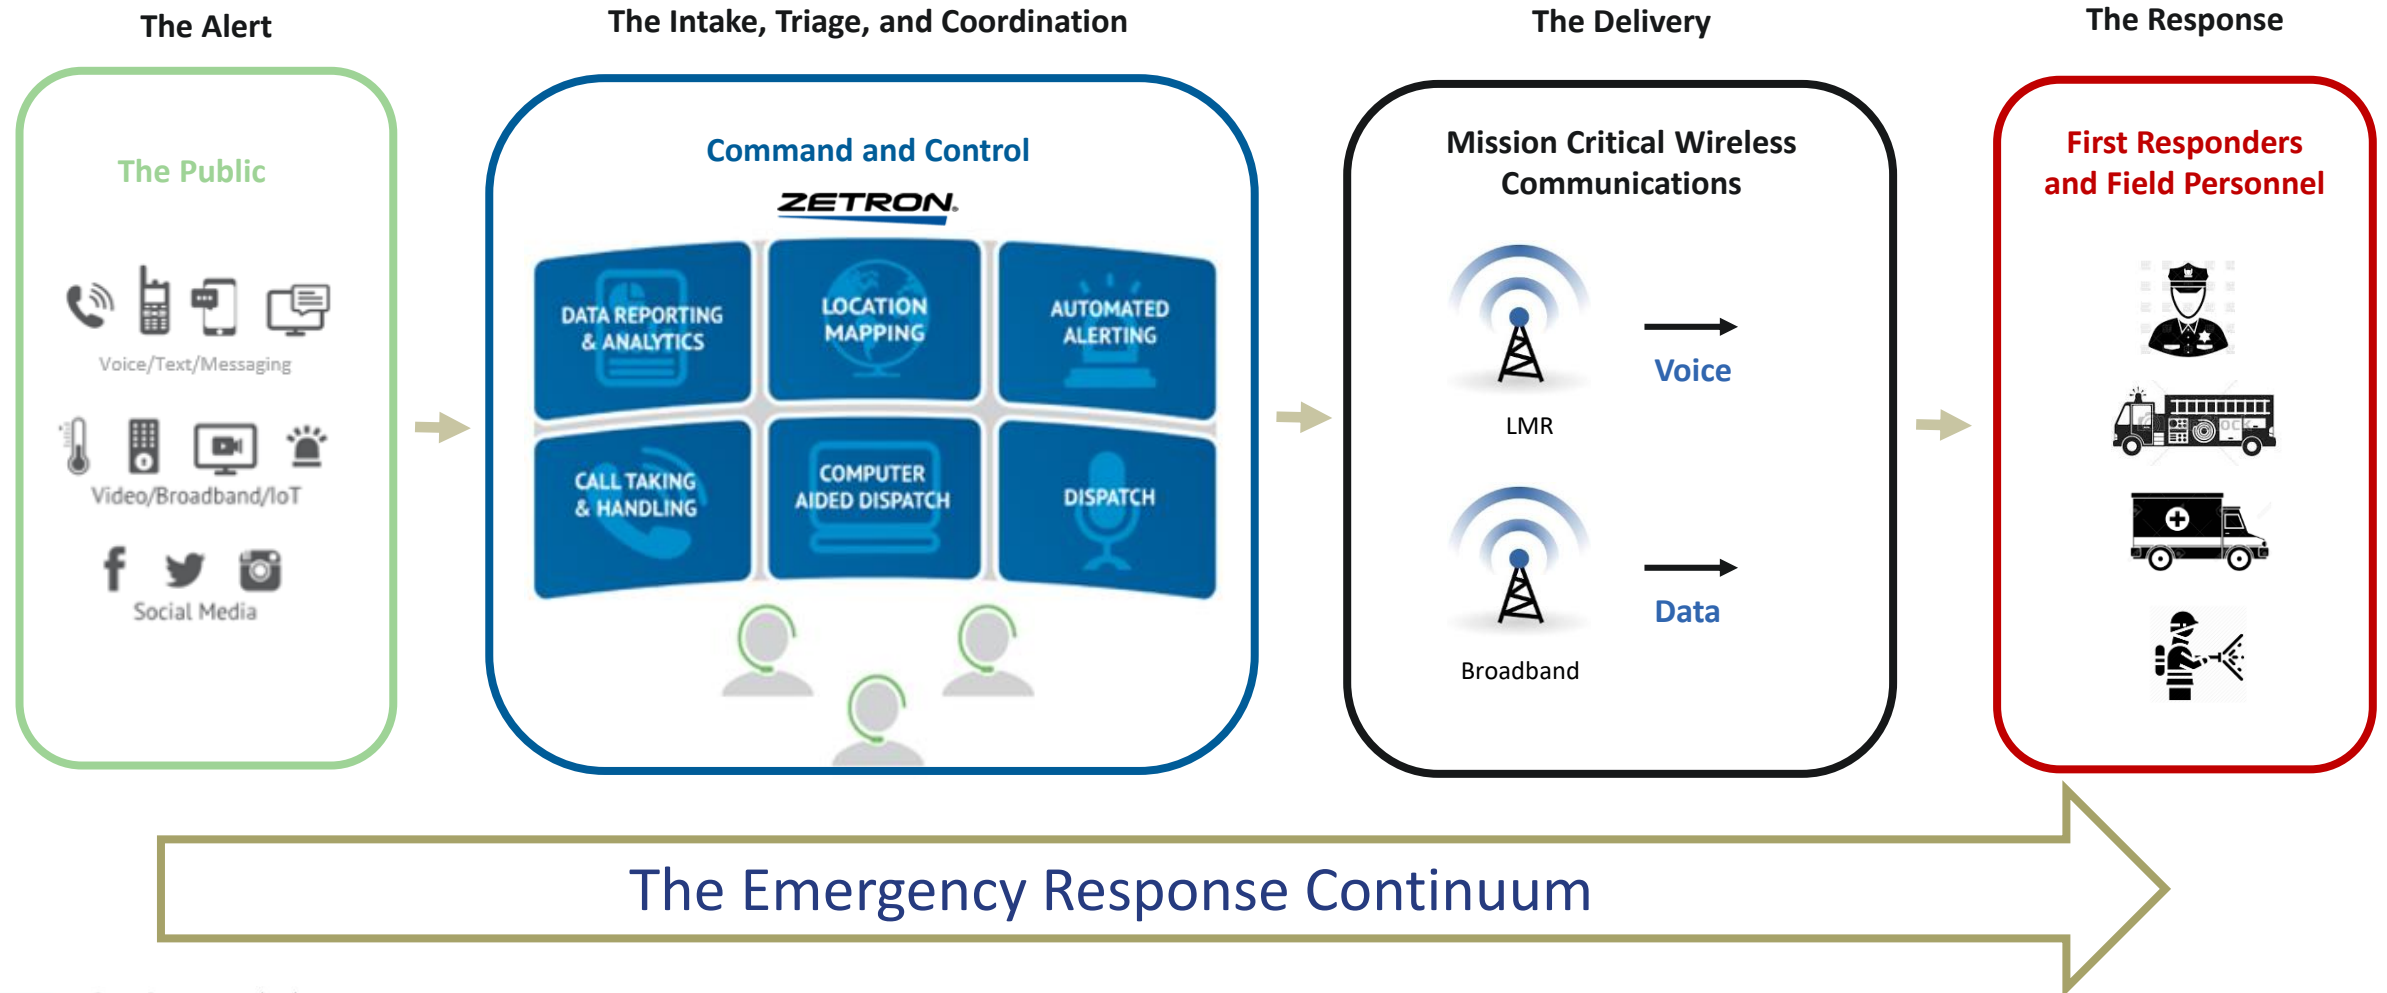 The Alert
The Intake, Triage, and Coordination
The Delivery
The Response
The Public
Voice/Text/Messaging
Video/Broadband/IoT
f
Social Media
Command and Control
ZETRON®
DATA REPORTING
& ANALYTICS
LOCATION
MAPPING
AUTOMATED
ALERTING
CALL TAKING
& HANDLING
COMPUTER
AIDED DISPATCH
DISPATCH
Mission Critical Wireless
Communications
Voice
LMR
Data
Broadband
First Responders
and Field Personnel
The Emergency Response Continuum